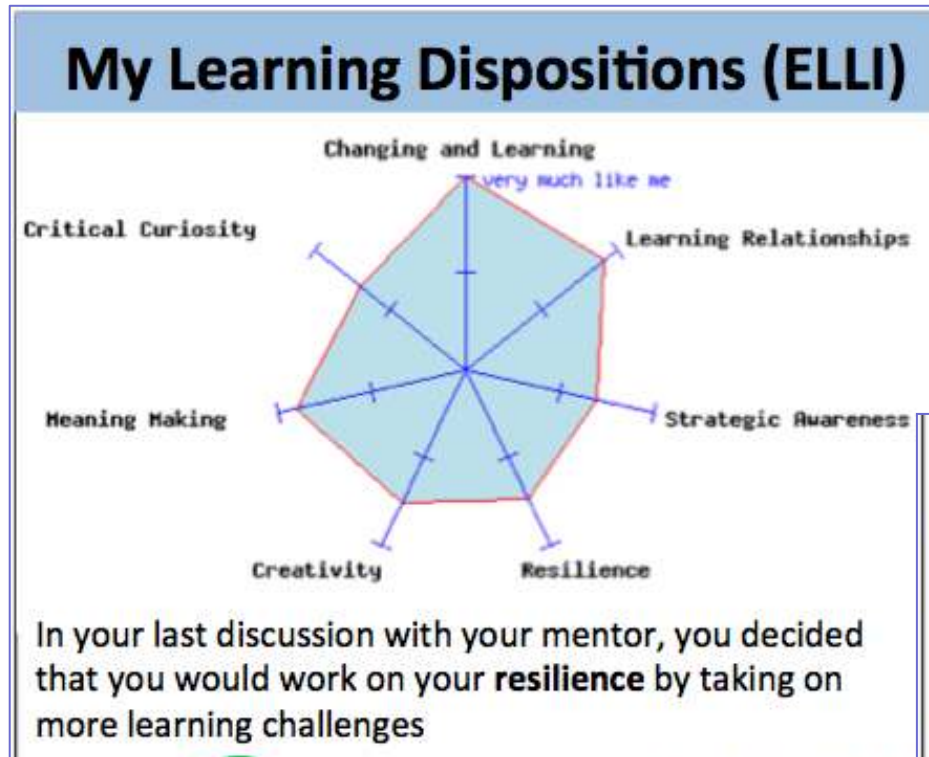 My Learning Dispositions (ELLI)
Changing and Learning
very much like me
Critical Curiosity
Learning Relationships
Meaning Making
Strategic Awareness
Creativity
Resilience
In your last discussion with your mentor, you decided
that you would work on your resilience by taking on
more learning challenges